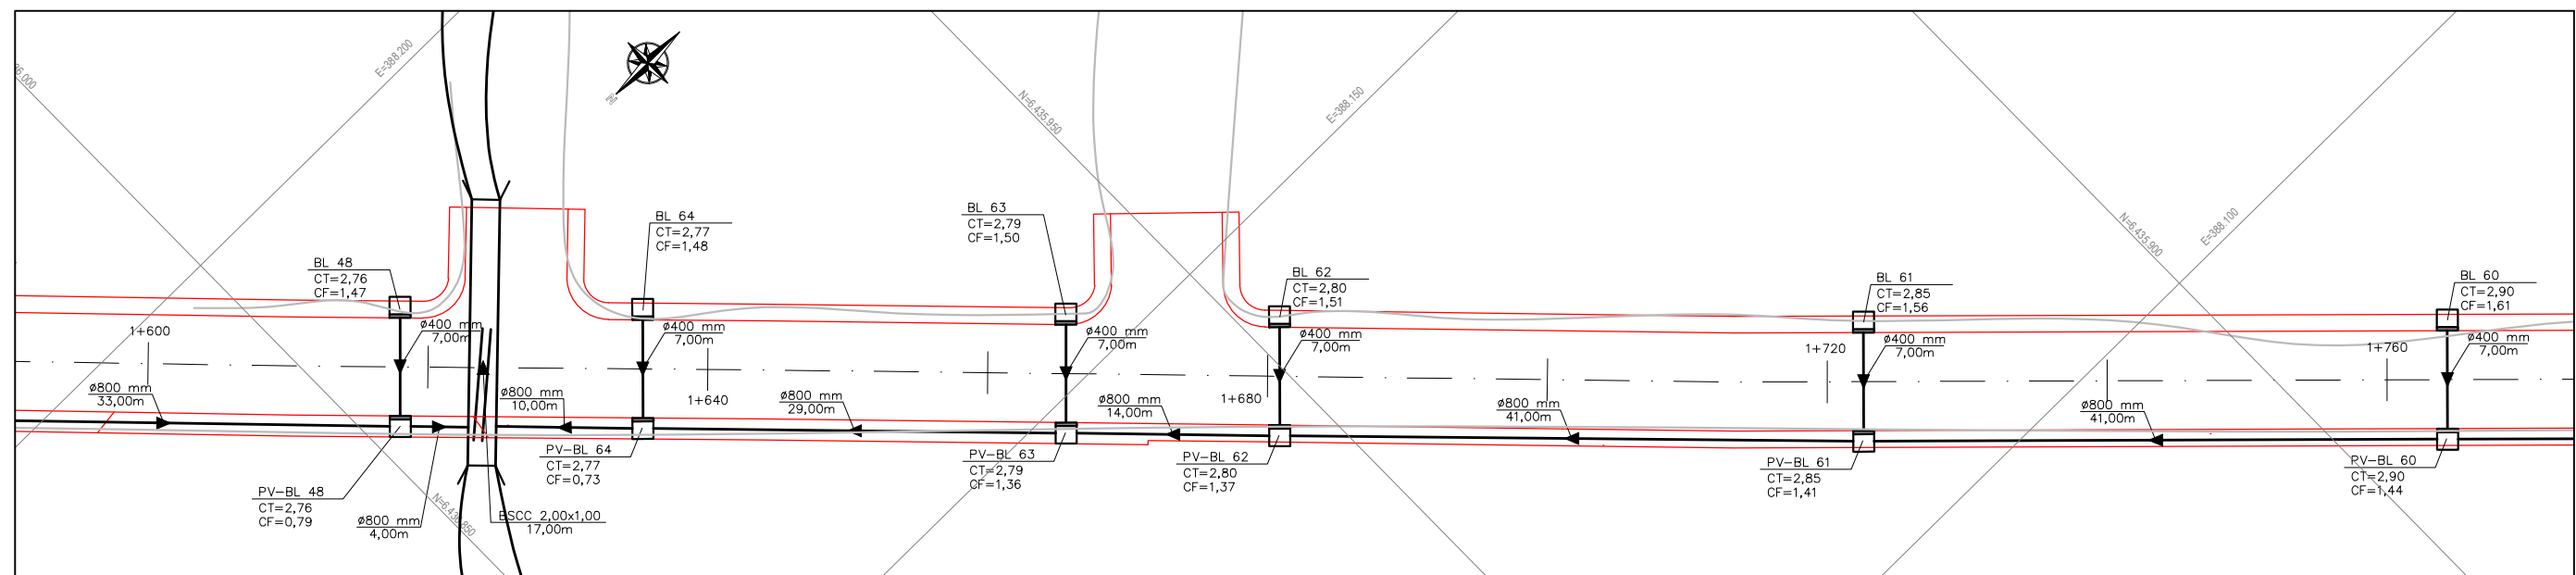 36.000
E=388.200
N
N=6.435.950
E=388.150
N=6.435.900
E=388.100
BL 48
CT=2,76
CF=1,47
BL 64
CT=2,77
CF=1,48
BL 63
CT=2,79
CF=1,50
BL 62
CT=2,80
CF=1,51
BL 61
CT=2,85
CF=1,56
BL 60
CT=2,90
CF=1,61
1+600
ø400 mm
7,00m
ø400 mm
7,00m
ø400 mm
7,00m
ø400 mm
7,00m
1+720
ø400 mm
7,00m
1+760
ø400 mm
7,00m
ø800 mm
33,00m
ø800 mm
10,00m
1+640
ø800 mm
29,00m
ø800 mm
14,00m
1+680
ø800 mm
41,00m
ø800 mm
41,00m
PV-BL 48
CT=2,76
CF=0,79
ø800 mm
4,00m
BSCC 2,00x1,00
17,00m
PV-BL 64
CT=2,77
CF=0,73
PV-BL 63
CT=2,79
CF=1,36
PV-BL 62
CT=2,80
CF=1,37
PV-BL 61
CT=2,85
CF=1,41
PV-BL 60
CT=2,90
CF=1,44